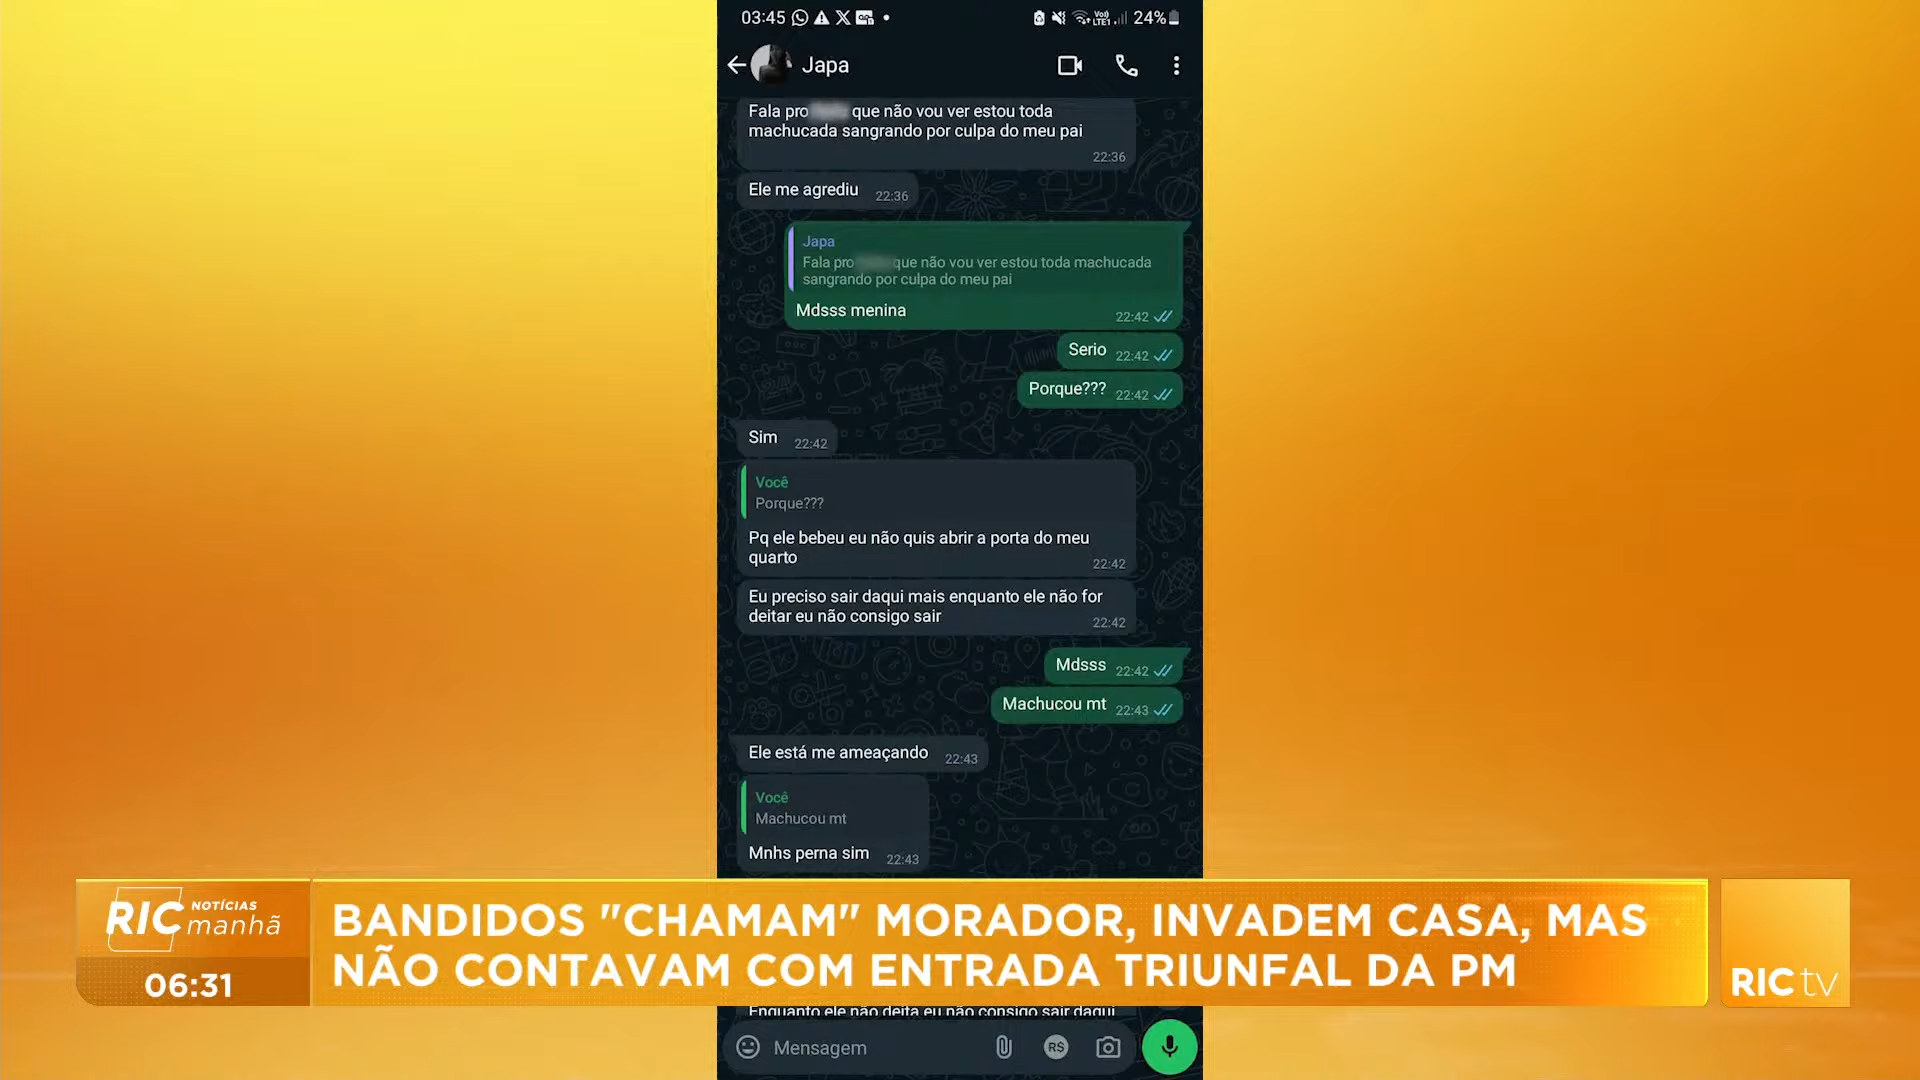 03:45
Vo)) LTE1 24%
Japa
Fala pro que não vou ver estou toda
machucada sangrando por culpa do meu pai
22:36
Ele me agrediu 22:36
Japa
Fala pro que não vou ver estou toda machucada
sangrando por culpa do meu pai
Mdsss menina 22:42
Serio 22:42
Porque??? 22:42
Sim 22:42
Você
Porque???
Pq ele bebeu eu não quis abrir a porta do meu
quarto 22:42
Eu preciso sair daqui mais enquanto ele não for
deitar eu não consigo sair 22:42
Mdsss 22:42
Machucou mt 22:43
Ele está me ameaçando 22:43
Você
Machucou mt
Mnhs perna sim 22:43
RIC NOTÍCIAS
manhã
06:31
BANDIDOS "CHAMAM" MORADOR, INVADEM CASA, MAS
NÃO CONTAVAM COM ENTRADA TRIUNFAL DA PM
RIC tv
Enquanto ele não deita eu não consigo sair daqui
Mensagem
R$